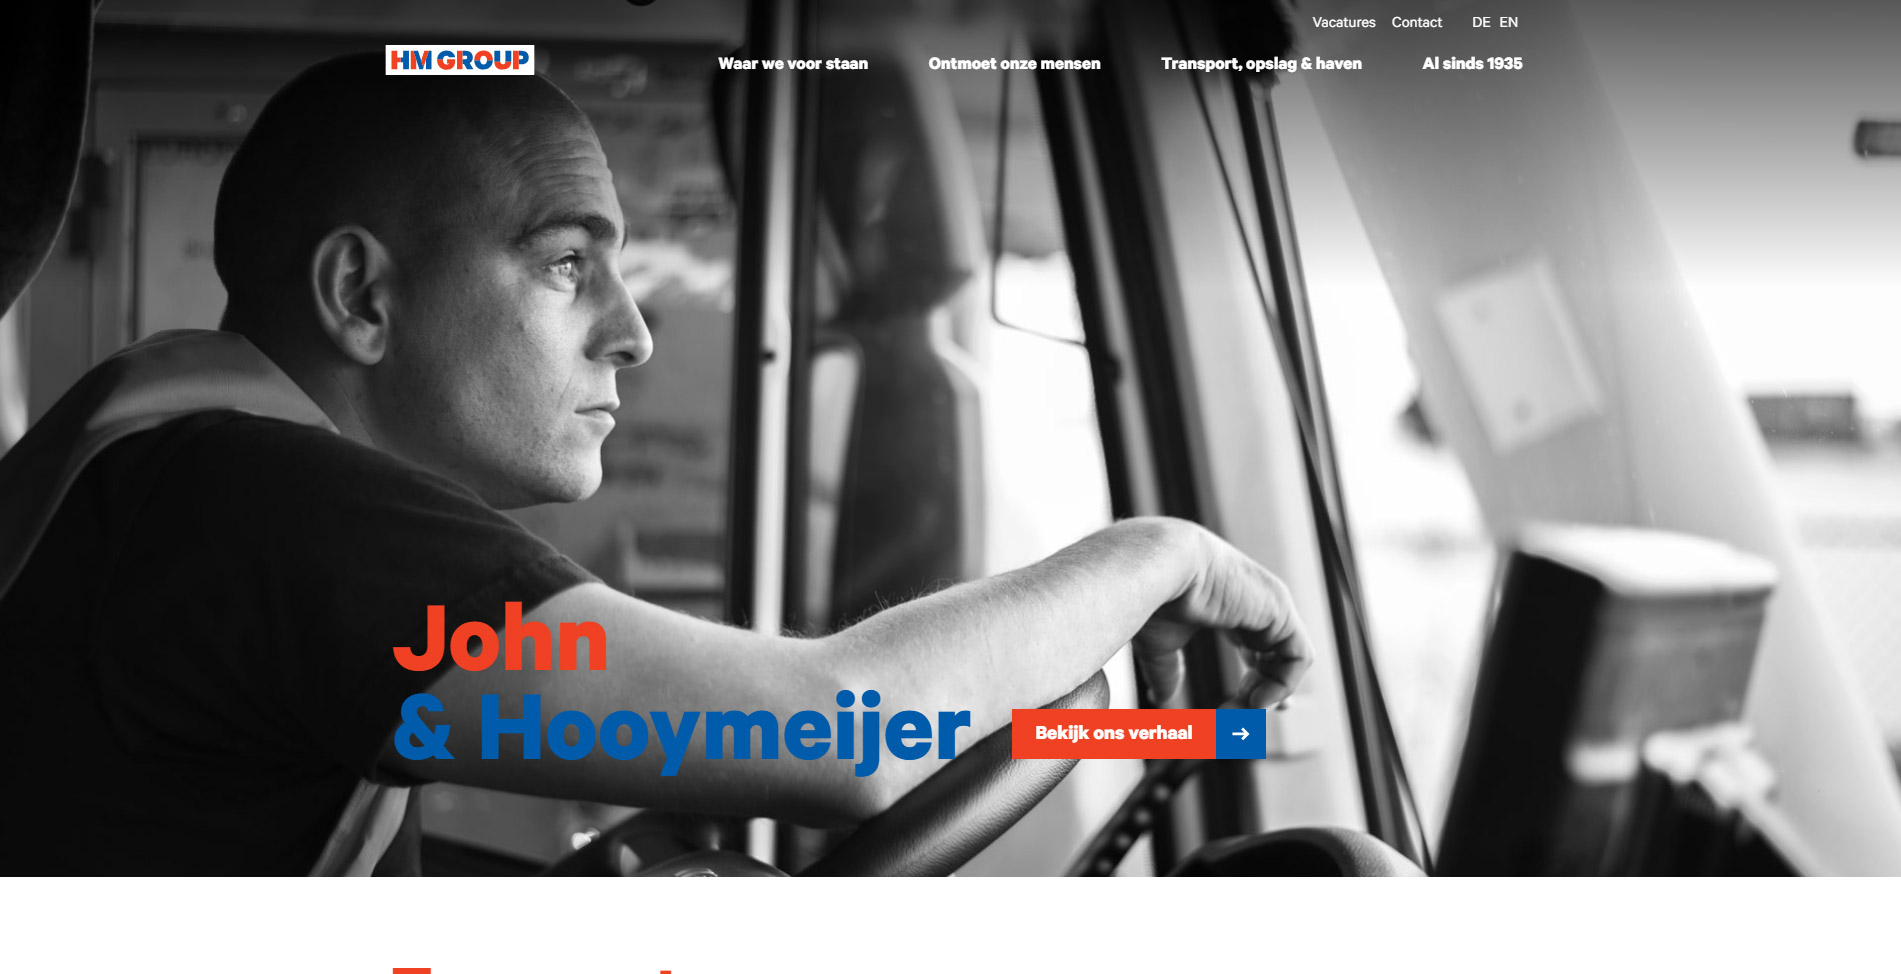 Vacatures Contact DE EN
HM GROUP
Waar we voor staan Ontmoet onze mensen Transport, opslag & haven Al sinds 1935
John
& Hooymeijer
Bekijk ons verhaal